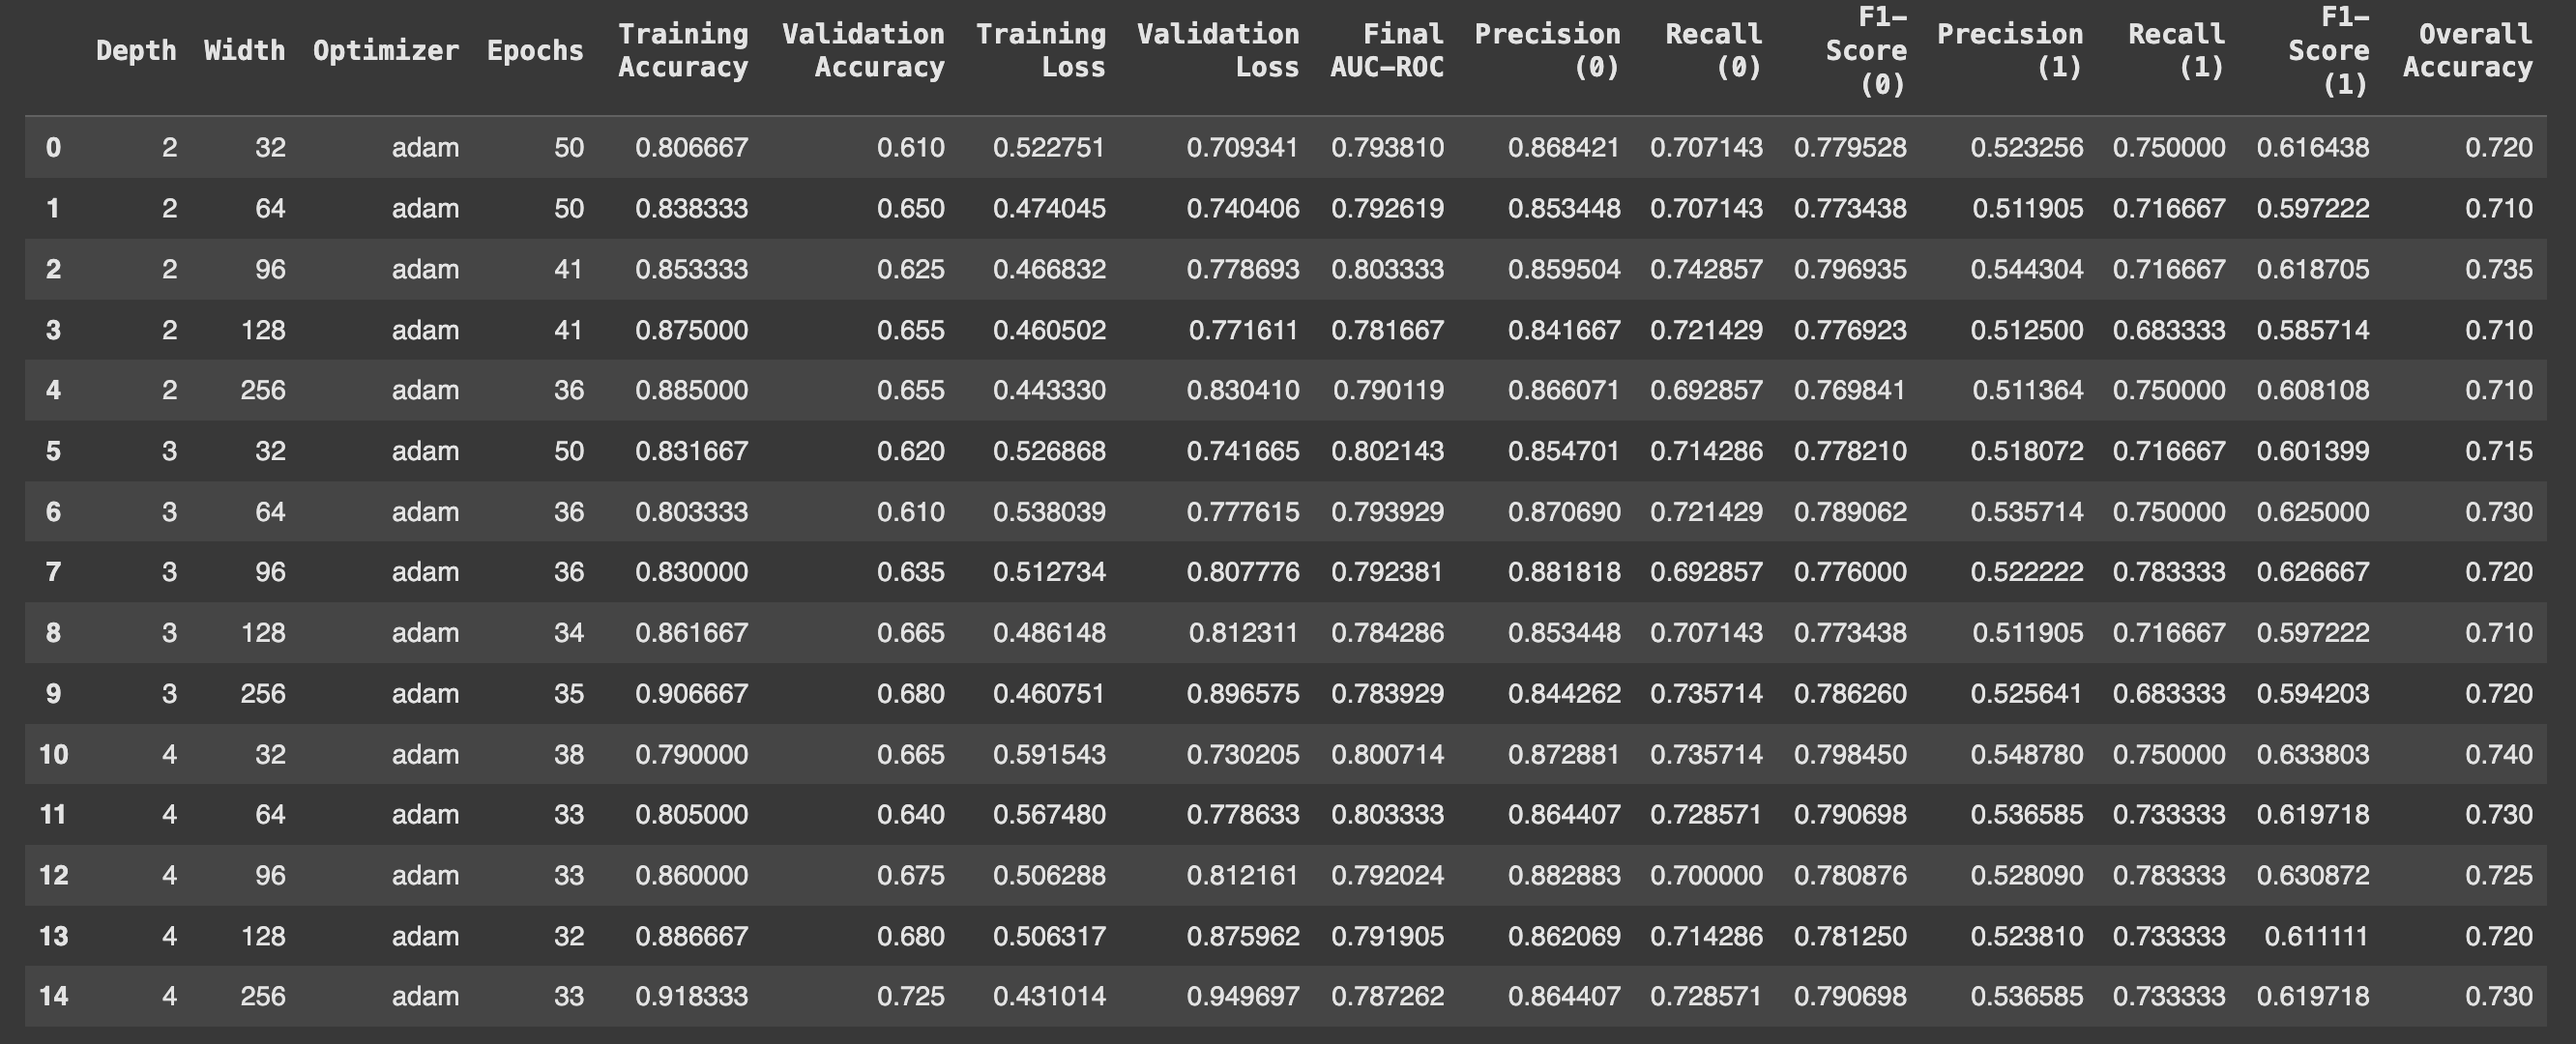 Depth Width Optimizer Epochs Training Accuracy Validation Accuracy Training Loss Validation Loss Final AUC-ROC Precision (0) Recall (0) F1-Score (0) Precision (1) Recall (1) F1-Score (1) Overall Accuracy
0 2 32 adam 50 0.806667 0.610 0.522751 0.709341 0.793810 0.868421 0.707143 0.779528 0.523256 0.750000 0.616438 0.720
1 2 64 adam 50 0.838333 0.650 0.474045 0.740406 0.792619 0.853448 0.707143 0.773438 0.511905 0.716667 0.597222 0.710
2 2 96 adam 41 0.853333 0.625 0.466832 0.778693 0.803333 0.859504 0.742857 0.796935 0.544304 0.716667 0.618705 0.735
3 2 128 adam 41 0.875000 0.655 0.460502 0.771611 0.781667 0.841667 0.721429 0.776923 0.512500 0.683333 0.585714 0.710
4 2 256 adam 36 0.885000 0.655 0.443330 0.830410 0.790119 0.866071 0.692857 0.769841 0.511364 0.750000 0.608108 0.710
5 3 32 adam 50 0.831667 0.620 0.526868 0.741665 0.802143 0.854701 0.714286 0.778210 0.518072 0.716667 0.601399 0.715
6 3 64 adam 36 0.803333 0.610 0.538039 0.777615 0.793929 0.870690 0.721429 0.789062 0.535714 0.750000 0.625000 0.730
7 3 96 adam 36 0.830000 0.635 0.512734 0.807776 0.792381 0.881818 0.692857 0.776000 0.522222 0.783333 0.626667 0.720
8 3 128 adam 34 0.861667 0.665 0.486148 0.812311 0.784286 0.853448 0.707143 0.773438 0.511905 0.716667 0.597222 0.710
9 3 256 adam 35 0.906667 0.680 0.460751 0.896575 0.783929 0.844262 0.735714 0.786260 0.525641 0.683333 0.594203 0.720
10 4 32 adam 38 0.790000 0.665 0.591543 0.730205 0.800714 0.872881 0.735714 0.798450 0.548780 0.750000 0.633803 0.740
11 4 64 adam 33 0.805000 0.640 0.567480 0.778633 0.803333 0.864407 0.728571 0.790698 0.536585 0.733333 0.619718 0.730
12 4 96 adam 33 0.860000 0.675 0.506288 0.812161 0.792024 0.882883 0.700000 0.780876 0.528090 0.783333 0.630872 0.725
13 4 128 adam 32 0.886667 0.680 0.506317 0.875962 0.791905 0.862069 0.714286 0.781250 0.523810 0.733333 0.611111 0.720
14 4 256 adam 33 0.918333 0.725 0.431014 0.949697 0.787262 0.864407 0.728571 0.790698 0.536585 0.733333 0.619718 0.730